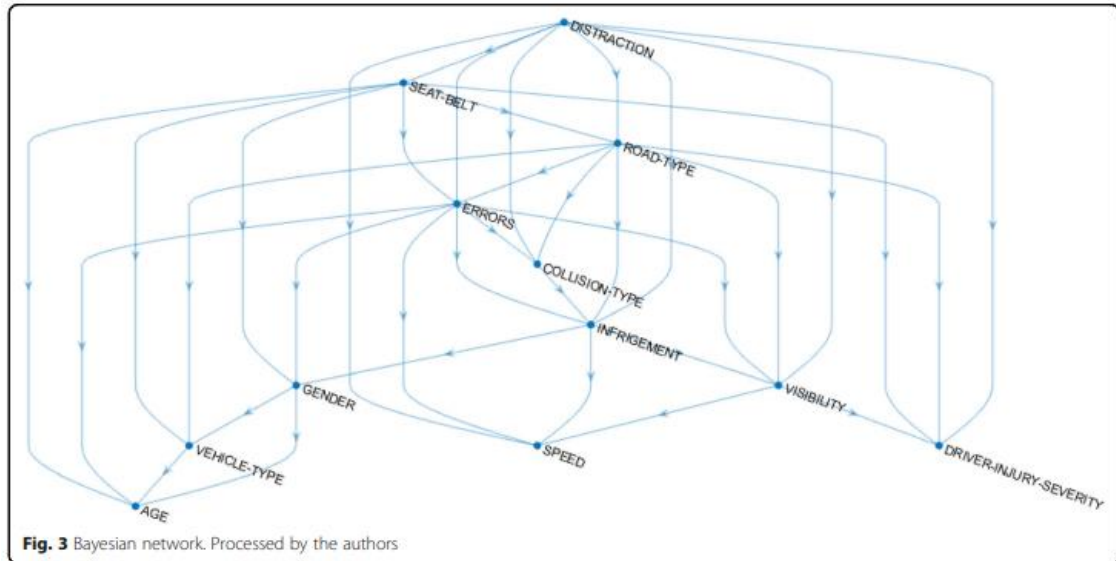 DISTRACTION
SEAT-BELT
ROAD-TYPE
ERRORS
COLLISION-TYPE
INFRIGEMENT
GENDER
VISIBILITY
VEHICLE-TYPE
SPEED
DRIVER-INJURY-SEVERITY
AGE
Fig. 3 Bayesian network. Processed by the authors